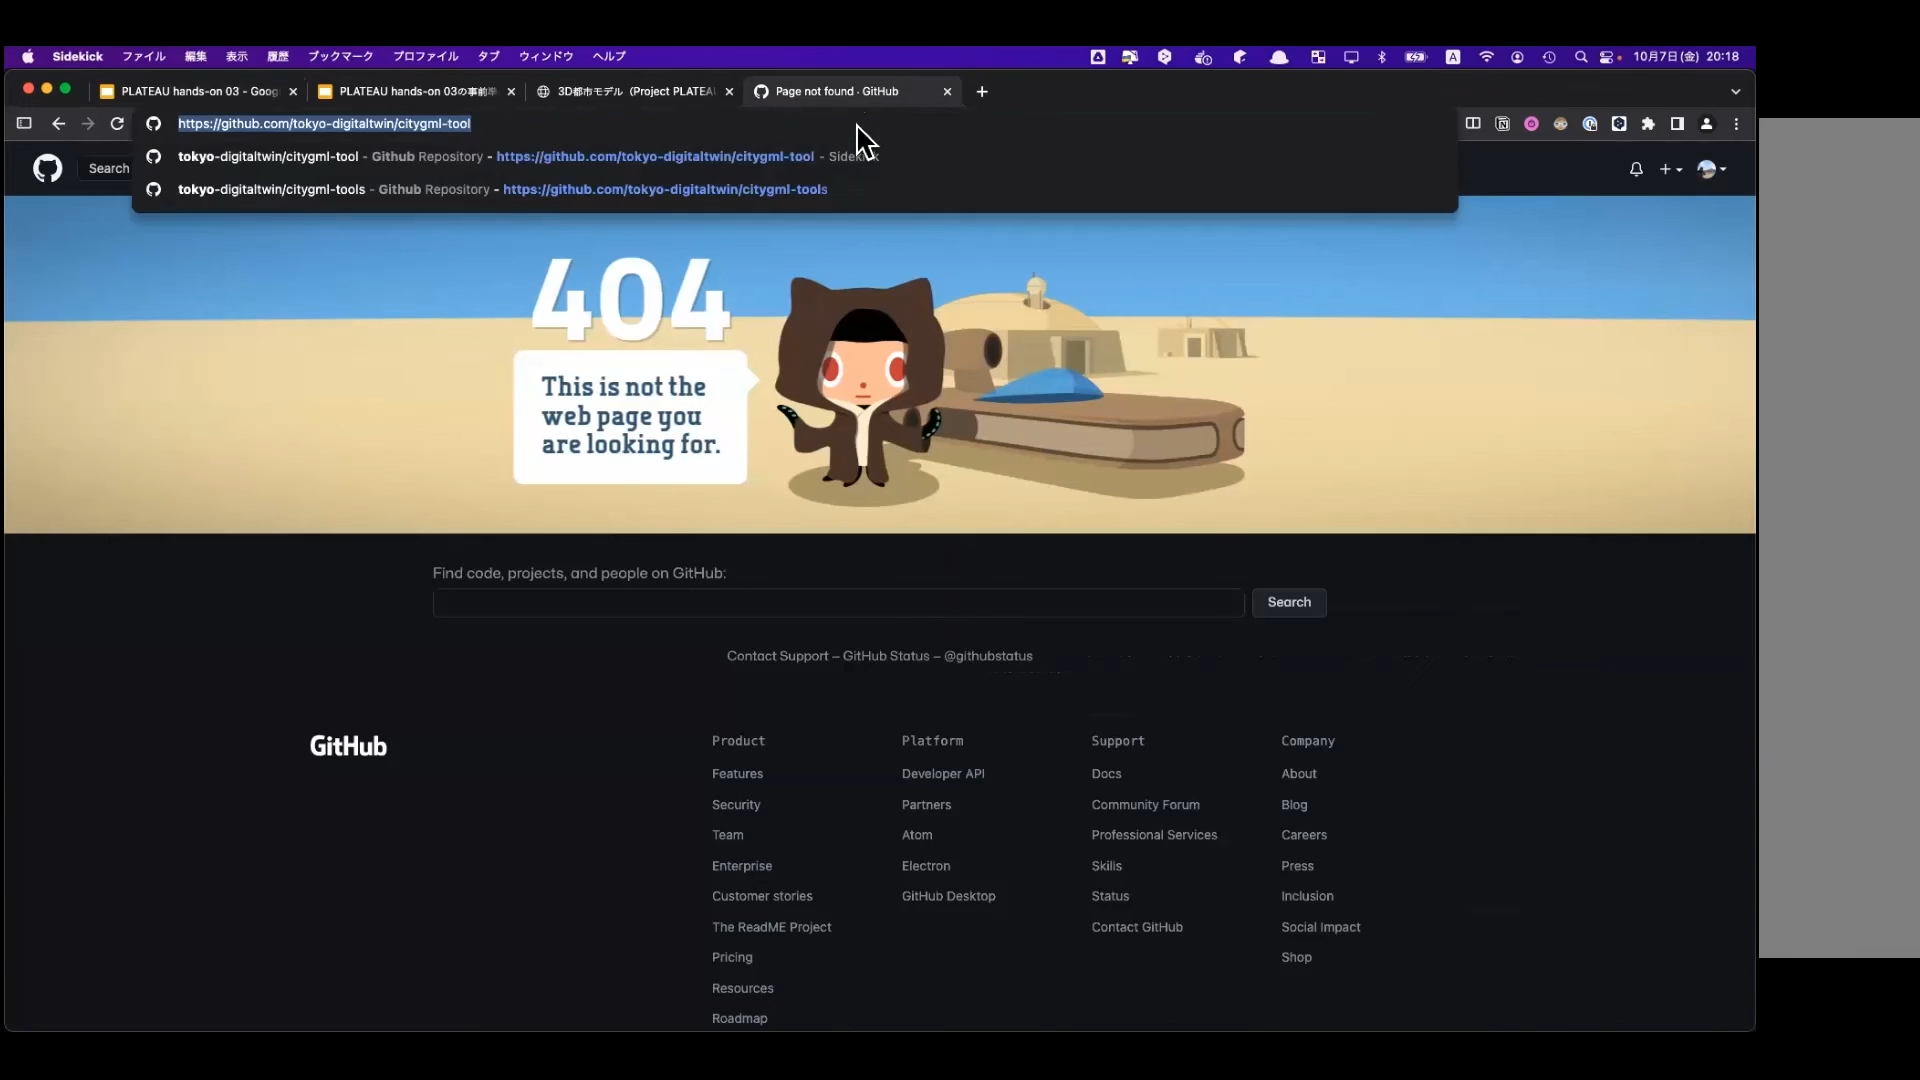 Sidekick ファイル 編集 表示 履歴 ブックマーク プロファイル タブ ウィンドウ ヘルプ A 10月7日(金) 20:18
PLATEAU hands-on 03 - Goog PLATEAU hands-on 03の事前準 3D都市モデル（Project PLATEAU Page not found · GitHub
https://github.com/tokyo-digitaltwin/citygml-tool
tokyo-digitaltwin/citygml-tool - Github Repository - https://github.com/tokyo-digitaltwin/citygml-tool - Sidekick
Search
tokyo-digitaltwin/citygml-tools - Github Repository - https://github.com/tokyo-digitaltwin/citygml-tools
404
This is not the
web page you
are looking for.
Find code, projects, and people on GitHub:
Search
Contact Support – GitHub Status – @githubstatus
GitHub
Product Platform Support Company
Features Developer API Docs About
Security Partners Community Forum Blog
Team Atom Professional Services Careers
Enterprise Electron Skills Press
Customer stories GitHub Desktop Status Inclusion
The ReadME Project Contact GitHub Social Impact
Pricing Shop
Resources
Roadmap